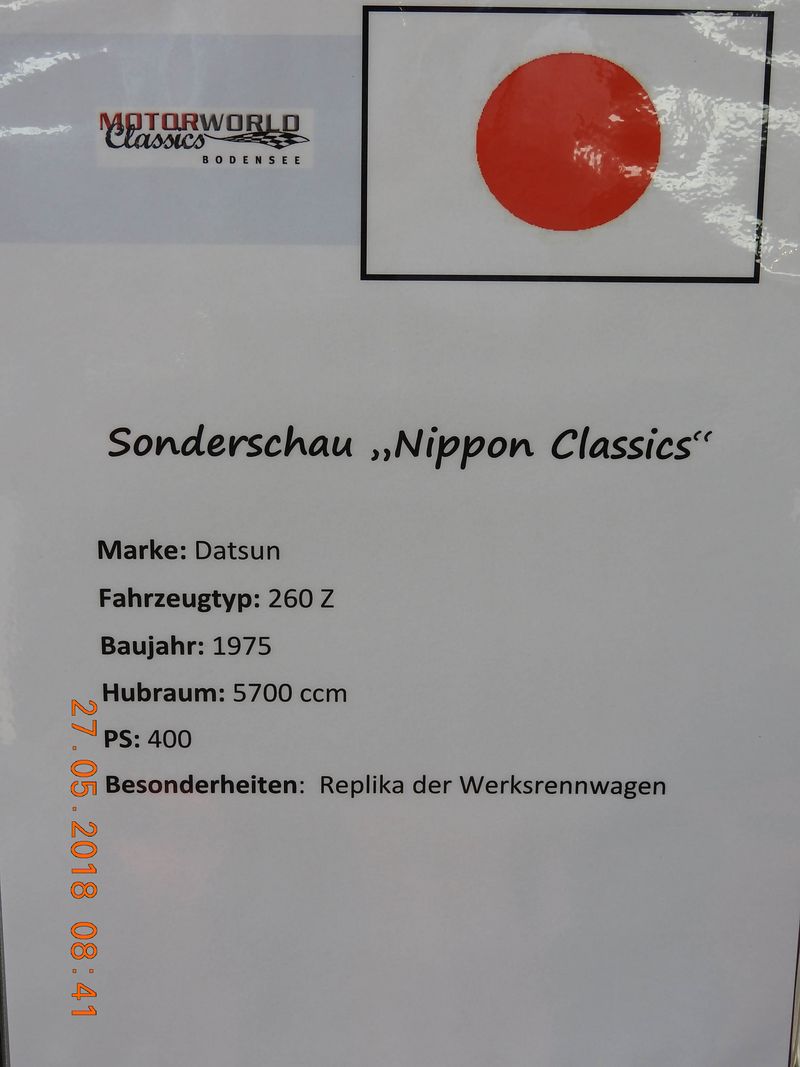 MOTORWORLD
Classics
BODENSEE
Sonderschau „Nippon Classics“
Marke: Datsun
Fahrzeugtyp: 260 Z
Baujahr: 1975
Hubraum: 5700 ccm
PS: 400
Besonderheiten: Replika der Werksrennwagen
27.05.2018 08:41